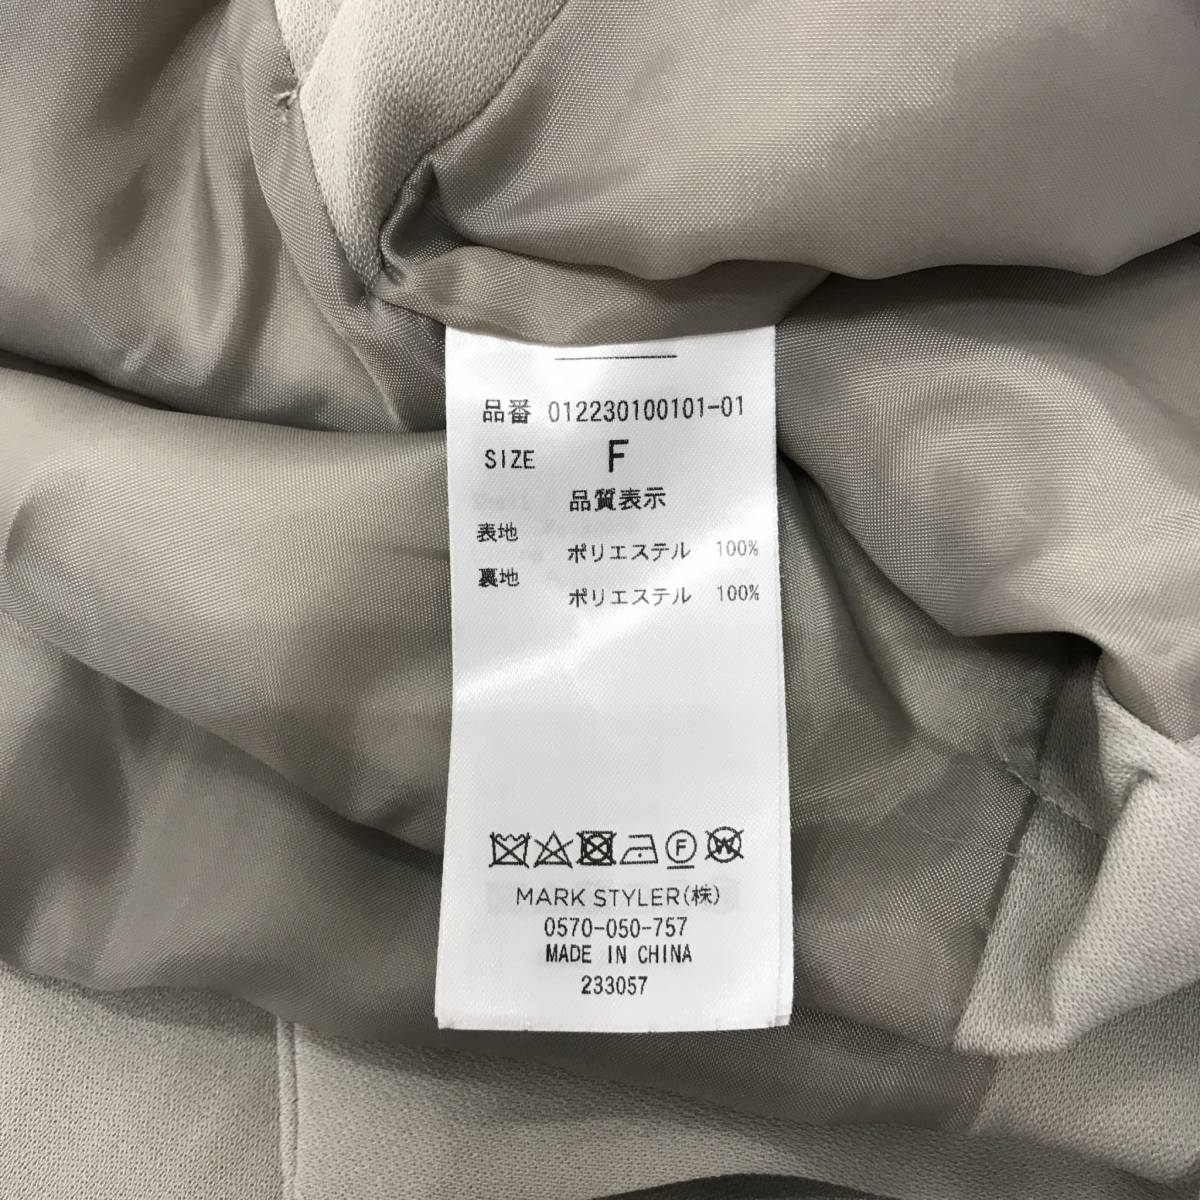 品番 012230100101-01
SIZE F
品質表示
表地
ポリエステル 100%
裏地
ポリエステル 100%
F W
MARK STYLER(株)
0570-050-757
MADE IN CHINA
233057